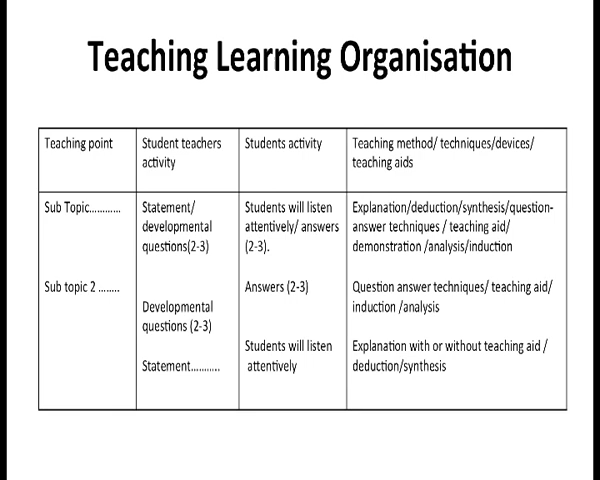 Teaching Learning Organisation
Teaching point
Student teachers
activity
Students activity
Teaching method/ techniques/devices/
teaching aids
Sub Topic............
Statement/
developmental
questions(2-3)
Students will listen
attentively/ answers
(2-3).
Explanation/deduction/synthesis/question-
answer techniques / teaching aid/
demonstration /analysis/induction
Sub topic 2 ........
Developmental
questions (2-3)
Answers (2-3)
Question answer techniques/ teaching aid/
induction /analysis
Statement...........
Students will listen
attentively
Explanation with or without teaching aid /
deduction/synthesis